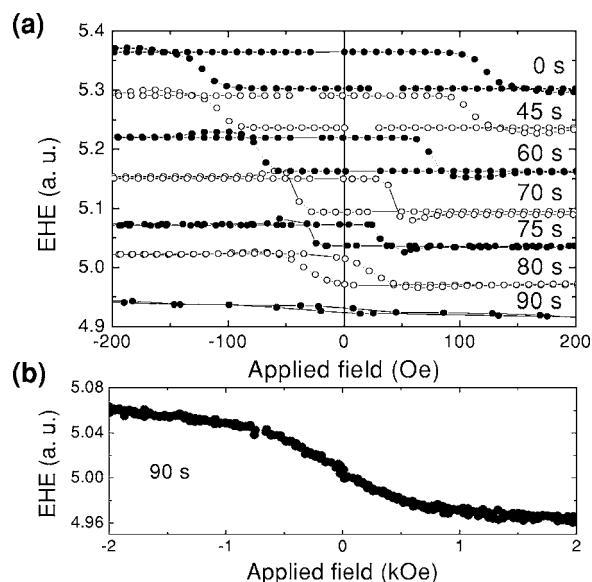 (a)
5.4
5.3
5.2
5.1
5.0
4.9
EHE (a. u.)
0 s
45 s
60 s
70 s
75 s
80 s
90 s
-200 -100 0 100 200
Applied field (Oe)
(b)
5.08
5.04
5.00
4.96
EHE (a. u.)
90 s
-2 -1 0 1 2
Applied field (kOe)